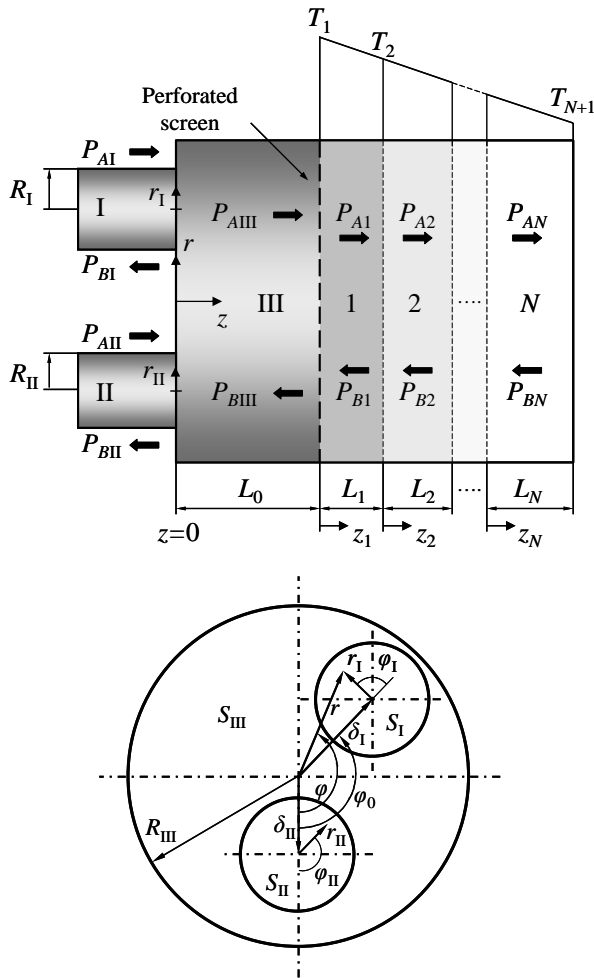 T1
T2
TN+1
Perforated
screen
PAI
RI
I
rI
PAIII
PA1
PA2
PAN
PBI
r
z
III
1
2
....
N
PAII
RII
II
rII
PBIII
PB1
PB2
PBN
PBII
L0
L1
L2
....
LN
z=0
z1
z2
zN
rI
φI
r
SIII
SI
δI
φ
φ0
RIII
δII
rII
SII
φII